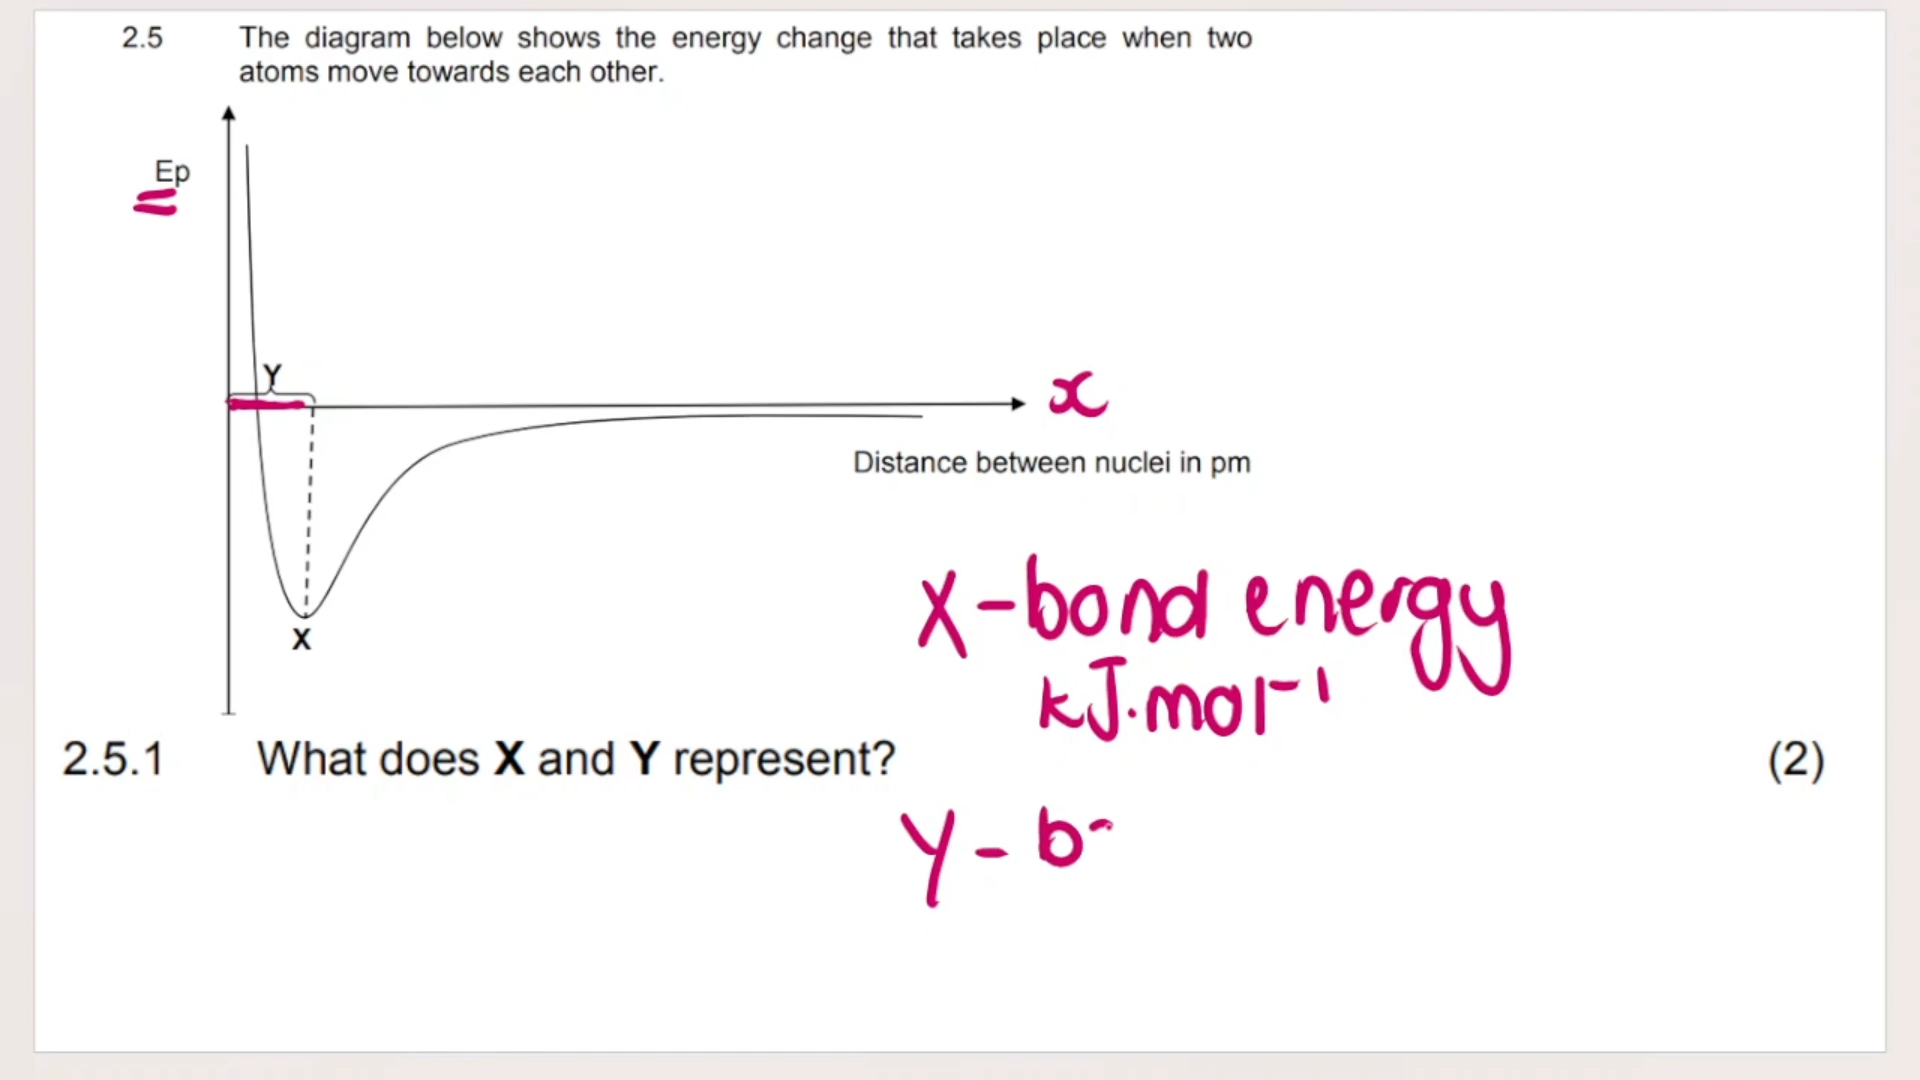 2.5 The diagram below shows the energy change that takes place when two
atoms move towards each other.
Ep
Y
x
Distance between nuclei in pm
X
X-bond energy
kJ.mol⁻¹
2.5.1 What does X and Y represent? (2)
Y - b